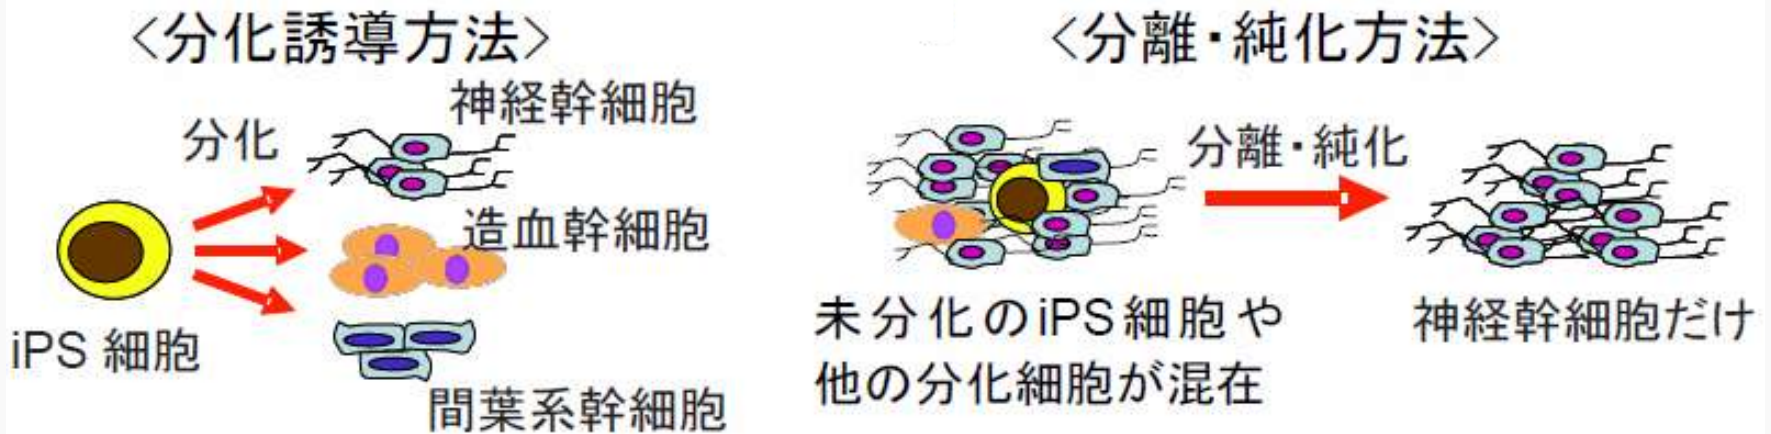 <分化誘導方法>
神経幹細胞
分化
造血幹細胞
iPS 細胞
間葉系幹細胞
<分離・純化方法>
分離・純化
未分化のiPS細胞や
他の分化細胞が混在
神経幹細胞だけ